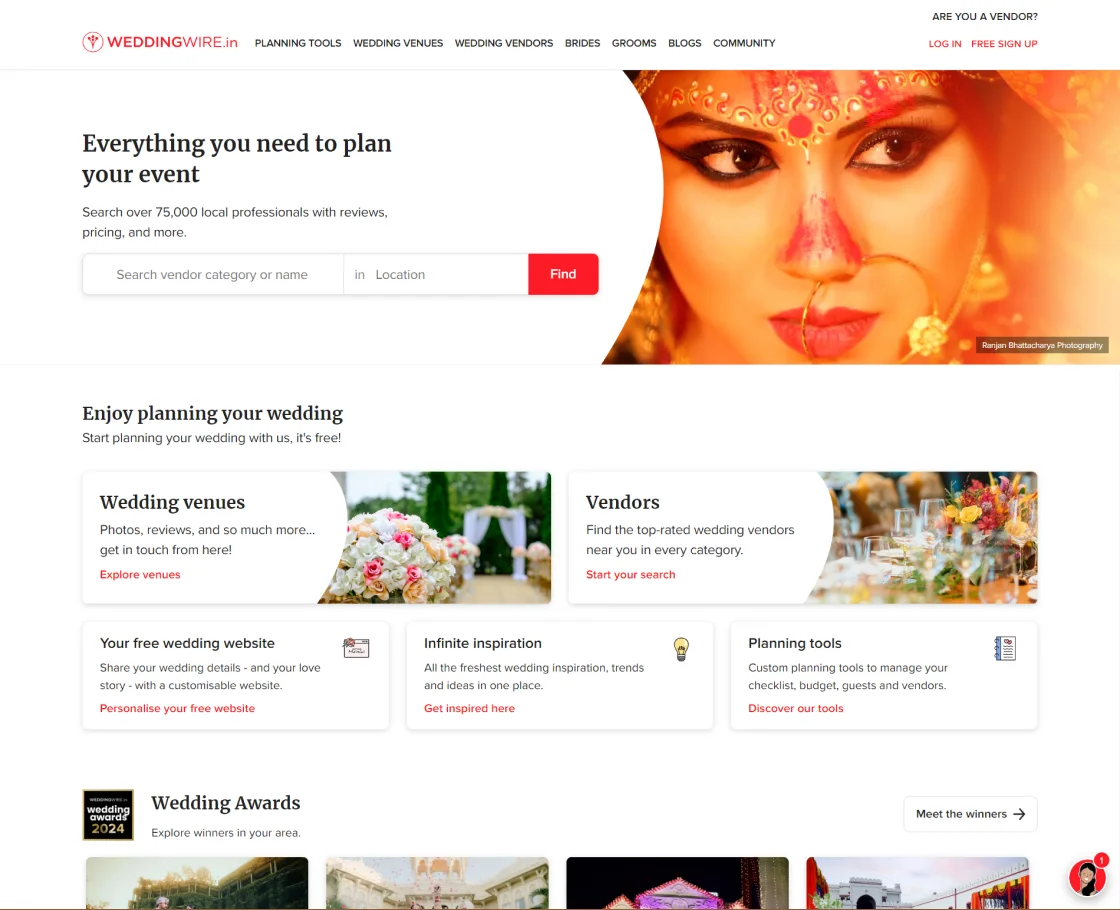 ARE YOU A VENDOR?
WEDDINGWIRE.in PLANNING TOOLS WEDDING VENUES WEDDING VENDORS BRIDES GROOMS BLOGS COMMUNITY LOG IN FREE SIGN UP
Everything you need to plan
your event
Search over 75,000 local professionals with reviews,
pricing, and more.
Search vendor category or name in Location Find
Ranjan Bhattacharya Photography
Enjoy planning your wedding
Start planning your wedding with us, it's free!
Wedding venues
Photos, reviews, and so much more...
get in touch from here!
Explore venues
Vendors
Find the top-rated wedding vendors
near you in every category.
Start your search
Your free wedding website
Share your wedding details - and your love
story - with a customisable website.
Personalise your free website
Infinite inspiration
All the freshest wedding inspiration, trends
and ideas in one place.
Get inspired here
Planning tools
Custom planning tools to manage your
checklist, budget, guests and vendors.
Discover our tools
WEDDINGWIRE.in
wedding
awards
2024
Wedding Awards
Explore winners in your area.
Meet the winners
1